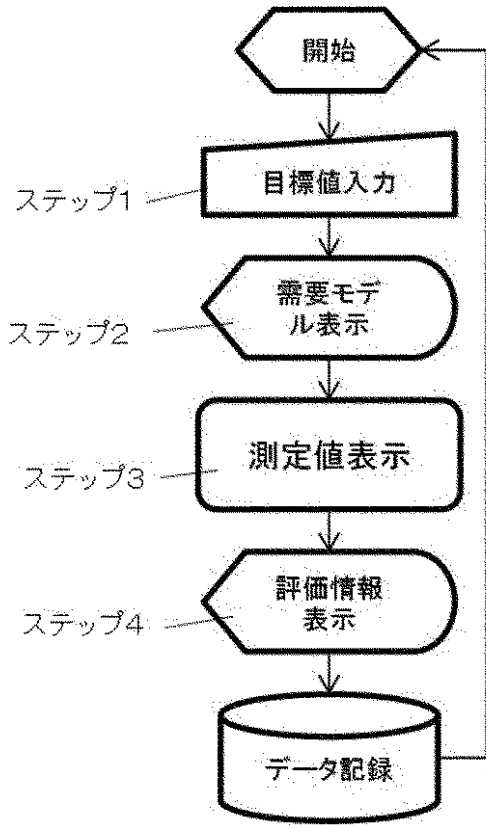 開始
ステップ1
目標値入力
ステップ2
需要モデ
ル表示
ステップ3
測定値表示
ステップ4
評価情報
表示
データ記録